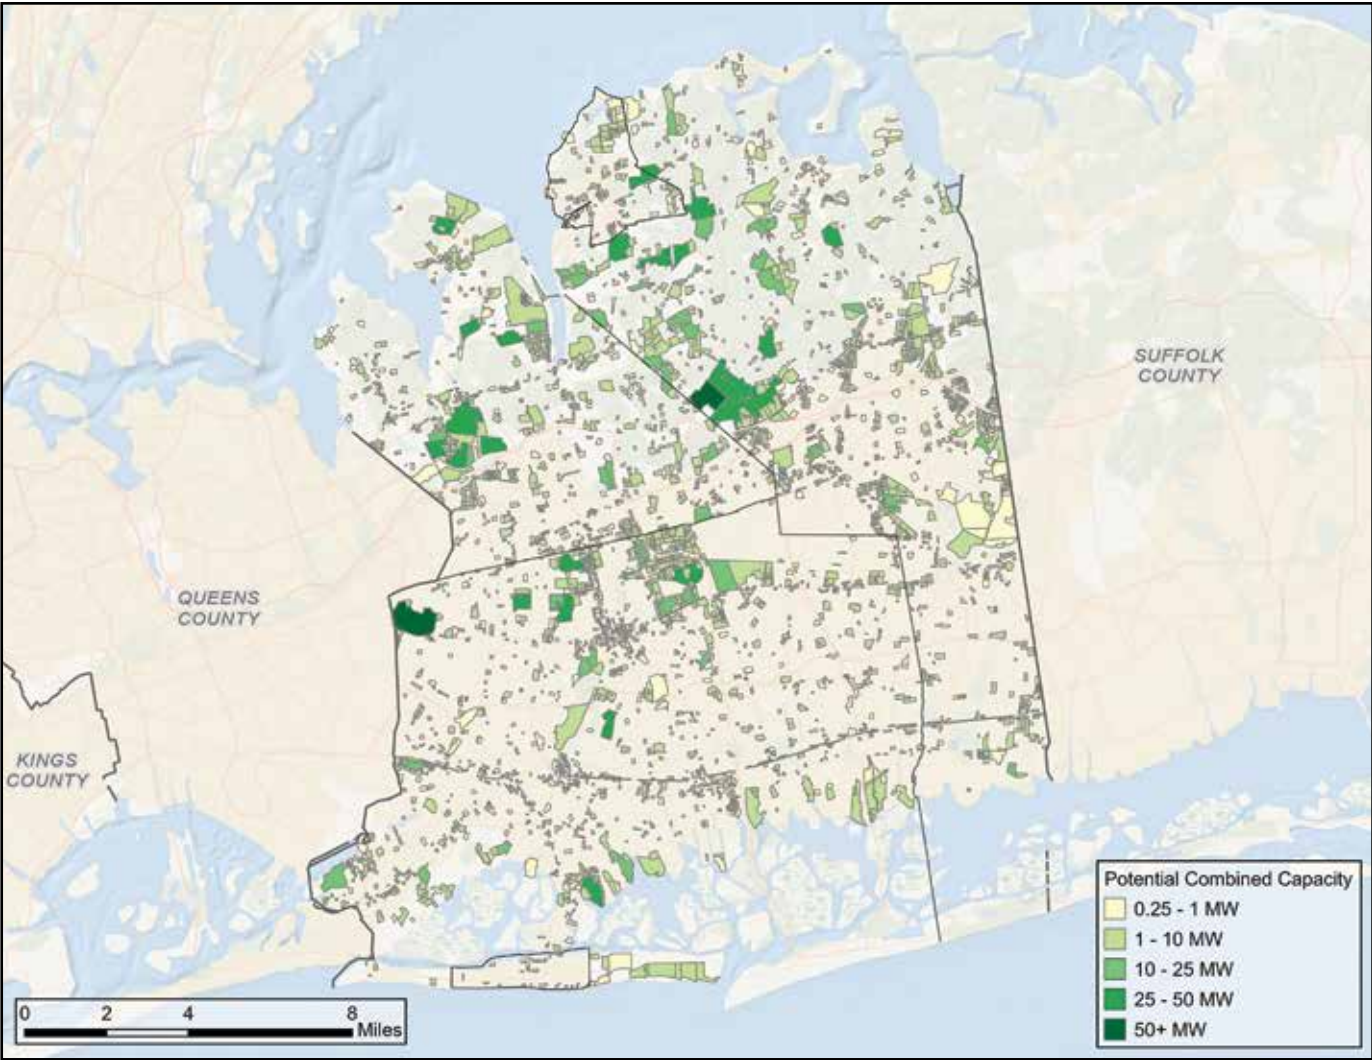 SUFFOLK
COUNTY
QUEENS
COUNTY
KINGS
COUNTY
Potential Combined Capacity
0.25 - 1 MW
1 - 10 MW
10 - 25 MW
25 - 50 MW
50+ MW
0 2 4 8
Miles